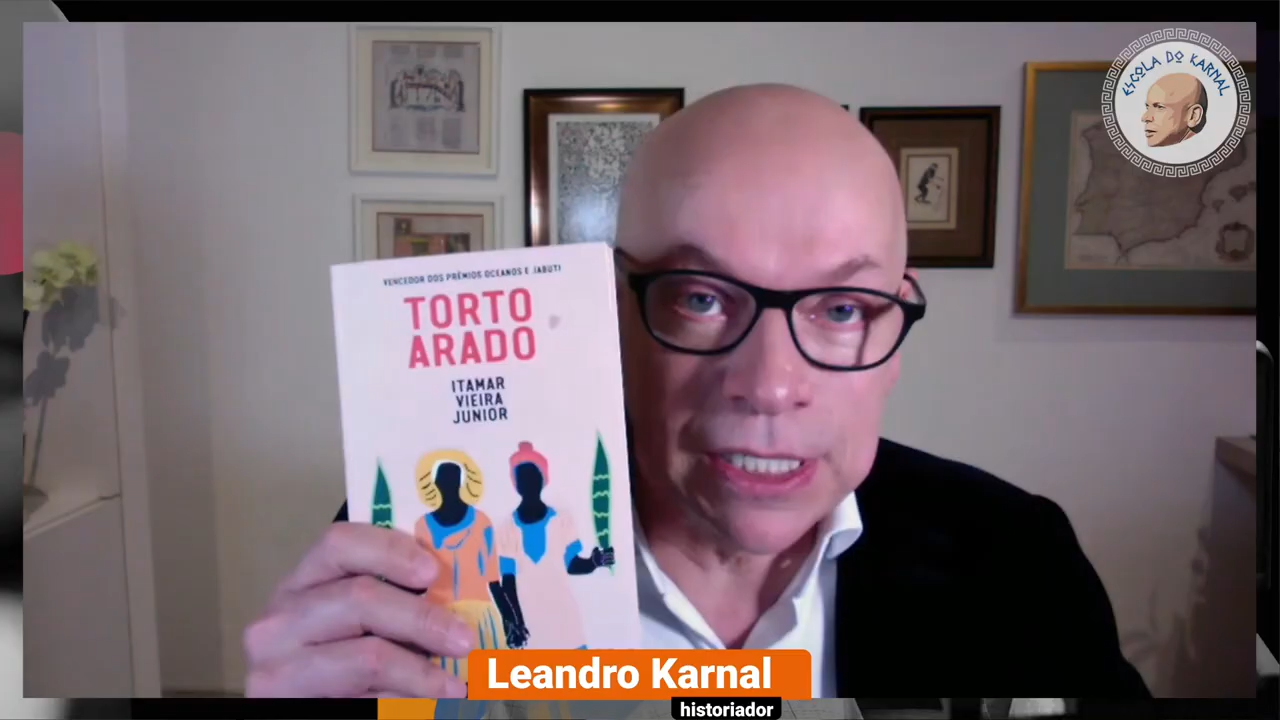 ESCOLA DO KARNAL
VENCEDOR DOS PRÊMIOS OCEANOS E JABUTI
TORTO
ARADO
ITAMAR
VIEIRA
JUNIOR
Leandro Karnal
historiador